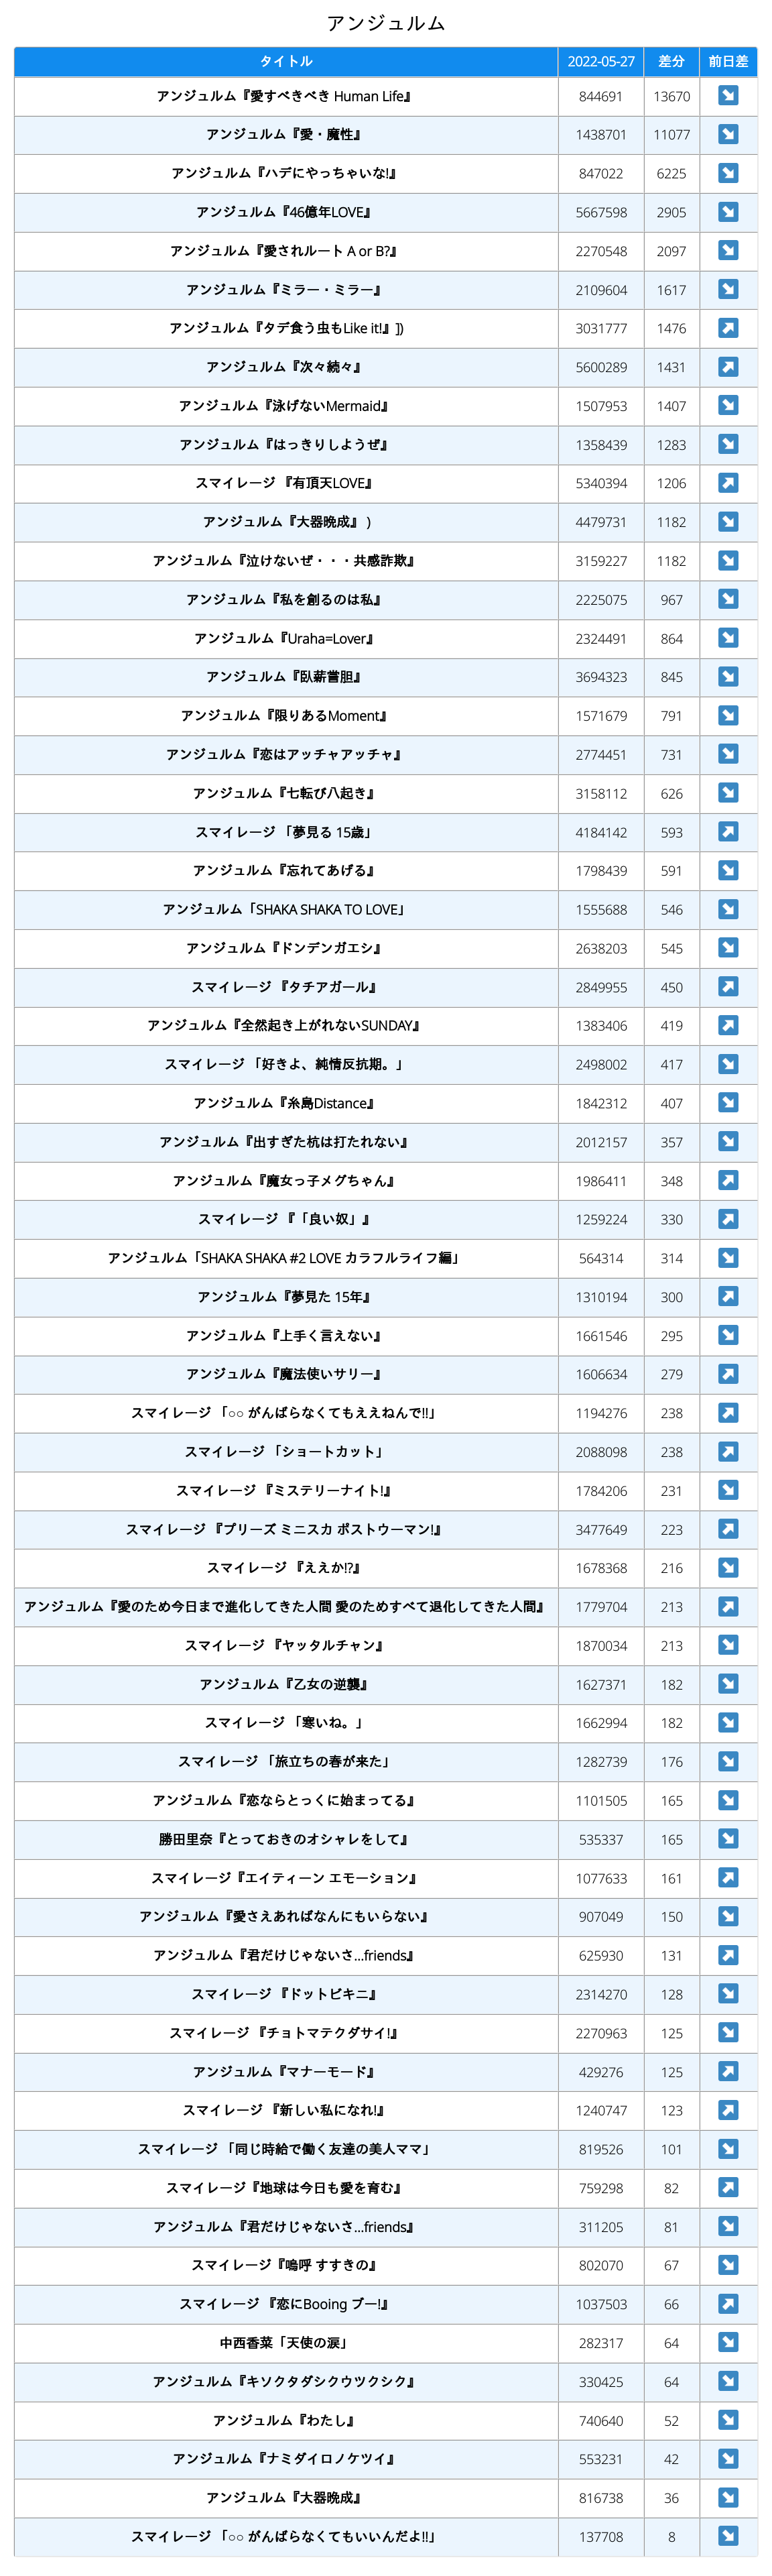 アンジュルム
タイトル 2022-05-27 差分 前日差
アンジュルム『愛すべきべき Human Life』 844691 13670 ↘
アンジュルム『愛・魔性』 1438701 11077 ↘
アンジュルム『ハデにやっちゃいな!』 847022 6225 ↘
アンジュルム『46億年LOVE』 5667598 2905 ↘
アンジュルム『愛されルート A or B?』 2270548 2097 ↘
アンジュルム『ミラー・ミラー』 2109604 1617 ↘
アンジュルム『タデ食う虫もLike it!』]) 3031777 1476 ↗
アンジュルム『次々続々』 5600289 1431 ↗
アンジュルム『泳げないMermaid』 1507953 1407 ↘
アンジュルム『はっきりしようぜ』 1358439 1283 ↘
スマイレージ 『有頂天LOVE』 5340394 1206 ↗
アンジュルム『大器晩成』 ) 4479731 1182 ↘
アンジュルム『泣けないぜ・・・共感詐欺』 3159227 1182 ↘
アンジュルム『私を創るのは私』 2225075 967 ↘
アンジュルム『Uraha=Lover』 2324491 864 ↘
アンジュルム『臥薪嘗胆』 3694323 845 ↘
アンジュルム『限りあるMoment』 1571679 791 ↘
アンジュルム『恋はアッチャアッチャ』 2774451 731 ↘
アンジュルム『七転び八起き』 3158112 626 ↘
スマイレージ 「夢見る 15歳」 4184142 593 ↗
アンジュルム『忘れてあげる』 1798439 591 ↘
アンジュルム「SHAKA SHAKA TO LOVE」 1555688 546 ↘
アンジュルム『ドンデンガエシ』 2638203 545 ↘
スマイレージ 『タチアガール』 2849955 450 ↗
アンジュルム『全然起き上がれないSUNDAY』 1383406 419 ↗
スマイレージ 「好きよ、純情反抗期。」 2498002 417 ↘
アンジュルム『糸島Distance』 1842312 407 ↘
アンジュルム『出すぎた杭は打たれない』 2012157 357 ↘
アンジュルム『魔女っ子メグちゃん』 1986411 348 ↗
スマイレージ 『「良い奴」』 1259224 330 ↗
アンジュルム「SHAKA SHAKA #2 LOVE カラフルライフ編」 564314 314 ↘
アンジュルム『夢見た 15年』 1310194 300 ↗
アンジュルム『上手く言えない』 1661546 295 ↘
アンジュルム『魔法使いサリー』 1606634 279 ↗
スマイレージ 「○○ がんばらなくてもええねんで!!」 1194276 238 ↗
スマイレージ 「ショートカット」 2088098 238 ↗
スマイレージ 『ミステリーナイト!』 1784206 231 ↘
スマイレージ 『プリーズ ミニスカ ポストウーマン!』 3477649 223 ↗
スマイレージ 『ええか!?』 1678368 216 ↘
アンジュルム『愛のため今日まで進化してきた人間 愛のためすべて退化してきた人間』 1779704 213 ↗
スマイレージ 『ヤッタルチャン』 1870034 213 ↘
アンジュルム『乙女の逆襲』 1627371 182 ↘
スマイレージ 「寒いね。」 1662994 182 ↘
スマイレージ 「旅立ちの春が来た」 1282739 176 ↘
アンジュルム『恋ならとっくに始まってる』 1101505 165 ↘
勝田里奈『とっておきのオシャレをして』 535337 165 ↘
スマイレージ『エイティーン エモーション』 1077633 161 ↗
アンジュルム『愛さえあればなんにもいらない』 907049 150 ↘
アンジュルム『君だけじゃないさ...friends』 625930 131 ↗
スマイレージ 『ドットビキニ』 2314270 128 ↘
スマイレージ 『チョトマテクダサイ!』 2270963 125 ↘
アンジュルム『マナーモード』 429276 125 ↗
スマイレージ 『新しい私になれ!』 1240747 123 ↗
スマイレージ 「同じ時給で働く友達の美人ママ」 819526 101 ↘
スマイレージ『地球は今日も愛を育む』 759298 82 ↗
アンジュルム『君だけじゃないさ...friends』 311205 81 ↘
スマイレージ『嗚呼 すすきの』 802070 67 ↘
スマイレージ 『恋にBooing ブー!』 1037503 66 ↗
中西香菜「天使の涙」 282317 64 ↘
アンジュルム『キソクタダシクウツクシク』 330425 64 ↘
アンジュルム『わたし』 740640 52 ↘
アンジュルム『ナミダイロノケツイ』 553231 42 ↘
アンジュルム『大器晩成』 816738 36 ↘
スマイレージ 「○○ がんばらなくてもいいんだよ!!」 137708 8 ↘